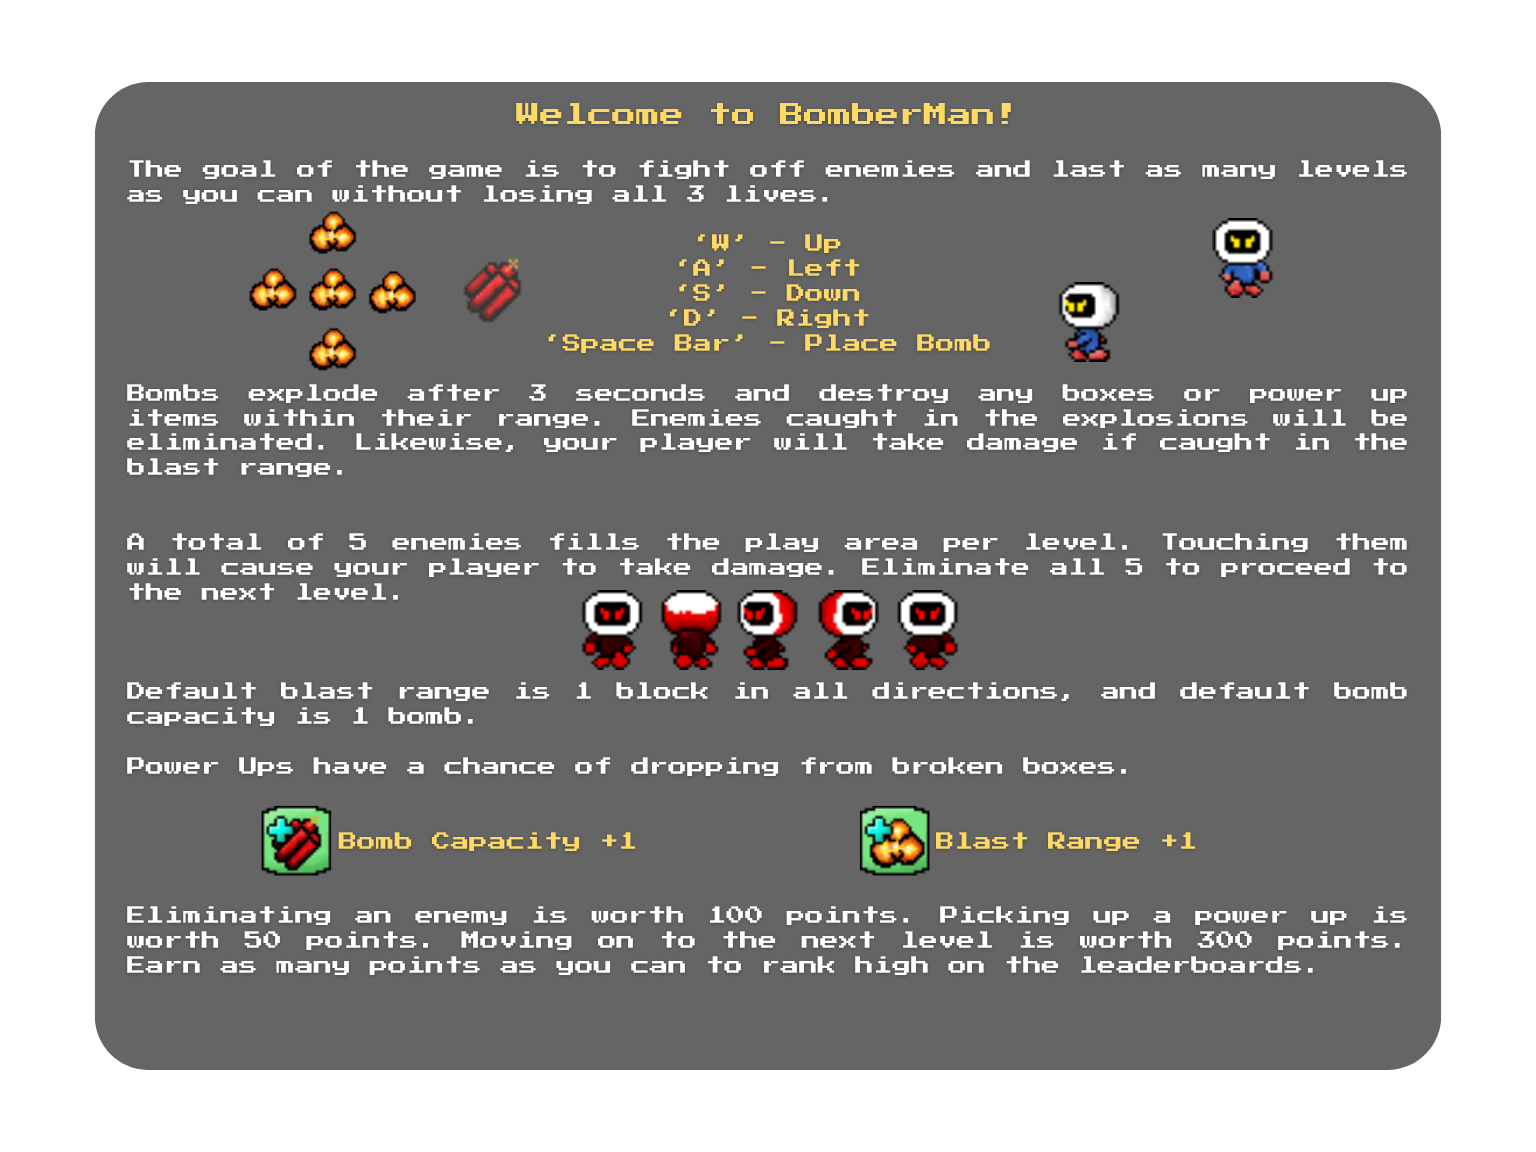 Welcome to BomberMan!
The goal of the game is to fight off enemies and last as many levels
as you can without losing all 3 lives.
‘W’ - Up
‘A’ - Left
‘S’ - Down
‘D’ - Right
‘Space Bar’ - Place Bomb
Bombs explode after 3 seconds and destroy any boxes or power up
items within their range. Enemies caught in the explosions will be
eliminated. Likewise, your player will take damage if caught in the
blast range.
A total of 5 enemies fills the play area per level. Touching them
will cause your player to take damage. Eliminate all 5 to proceed to
the next level.
Default blast range is 1 block in all directions, and default bomb
capacity is 1 bomb.
Power Ups have a chance of dropping from broken boxes.
Bomb Capacity +1
Blast Range +1
Eliminating an enemy is worth 100 points. Picking up a power up is
worth 50 points. Moving on to the next level is worth 300 points.
Earn as many points as you can to rank high on the leaderboards.